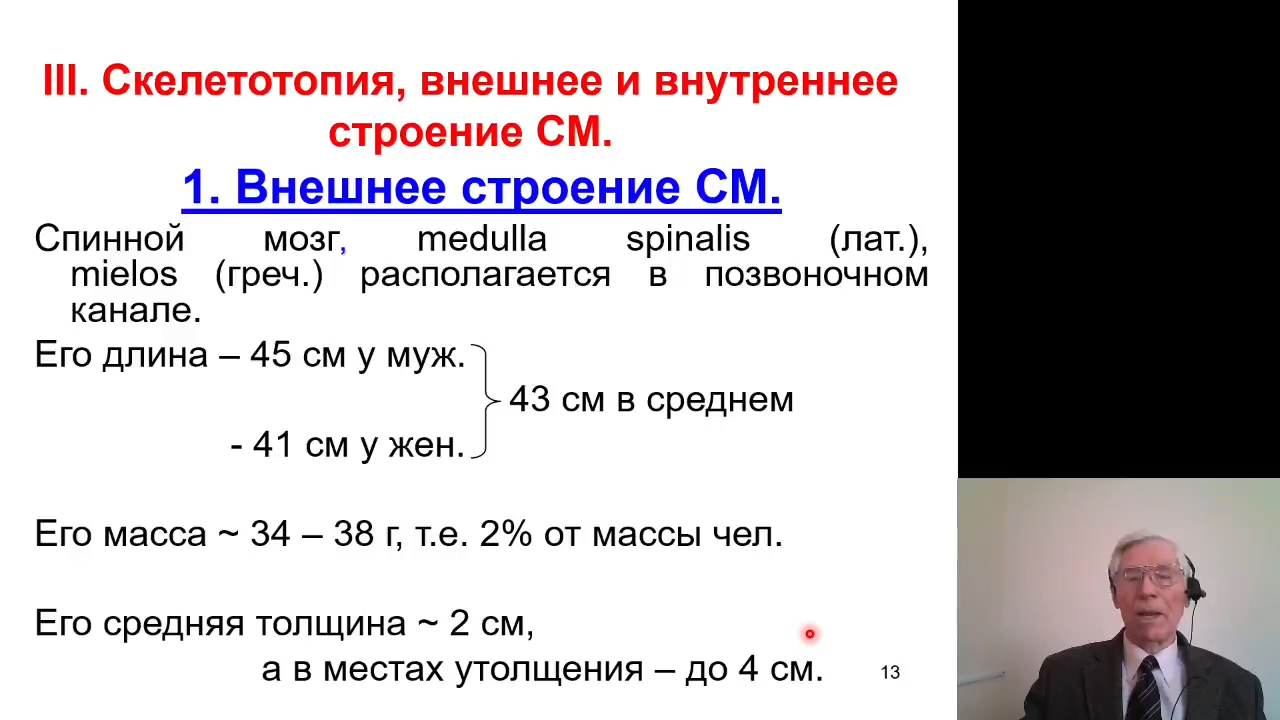 III. Скелетотопия, внешнее и внутреннее
строение СМ.
1. Внешнее строение СМ.
Спинной мозг, medulla spinalis (лат.),
mielos (греч.) располагается в позвоночном
канале.
Его длина – 45 см у муж.
43 см в среднем
- 41 см у жен.
Его масса ~ 34 – 38 г, т.е. 2% от массы чел.
Его средняя толщина ~ 2 см,
а в местах утолщения – до 4 см.
13